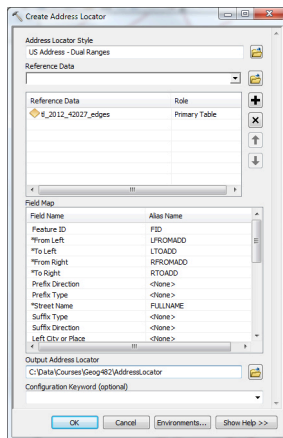 Create Address Locator
Address Locator Style
US Address - Dual Ranges
Reference Data
Reference Data Role
tl_2012_42027_edges Primary Table
Field Map
Field Name Alias Name
Feature ID FID
*From Left LFROMADD
*To Left LTOADD
*From Right RFROMADD
*To Right RTOADD
Prefix Direction <None>
Prefix Type <None>
*Street Name FULLNAME
Suffix Type <None>
Suffix Direction <None>
Left City or Place <None>
Output Address Locator
C:\Data\Courses\Geog482\AddressLocator
Configuration Keyword (optional)
OK Cancel Environments... Show Help >>